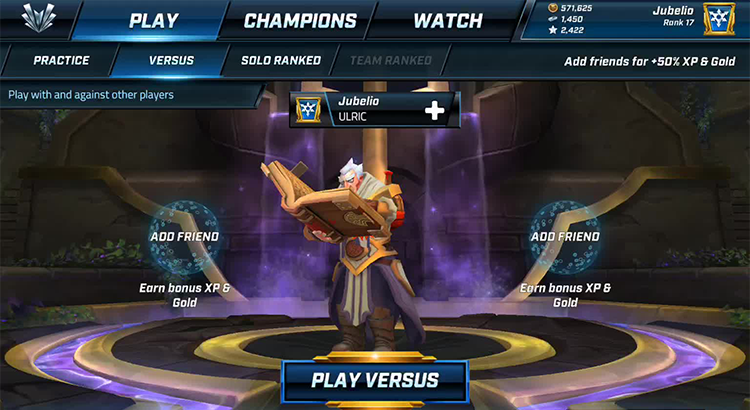 PLAY
CHAMPIONS
WATCH
571,625
1,450
2,422
Jubelio
Rank 17
PRACTICE
VERSUS
SOLO RANKED
TEAM RANKED
Add friends for +50% XP & Gold
Play with and against other players
Jubelio
ULRIC
ADD FRIEND
Earn bonus XP &
Gold
ADD FRIEND
Earn bonus XP &
Gold
PLAY VERSUS